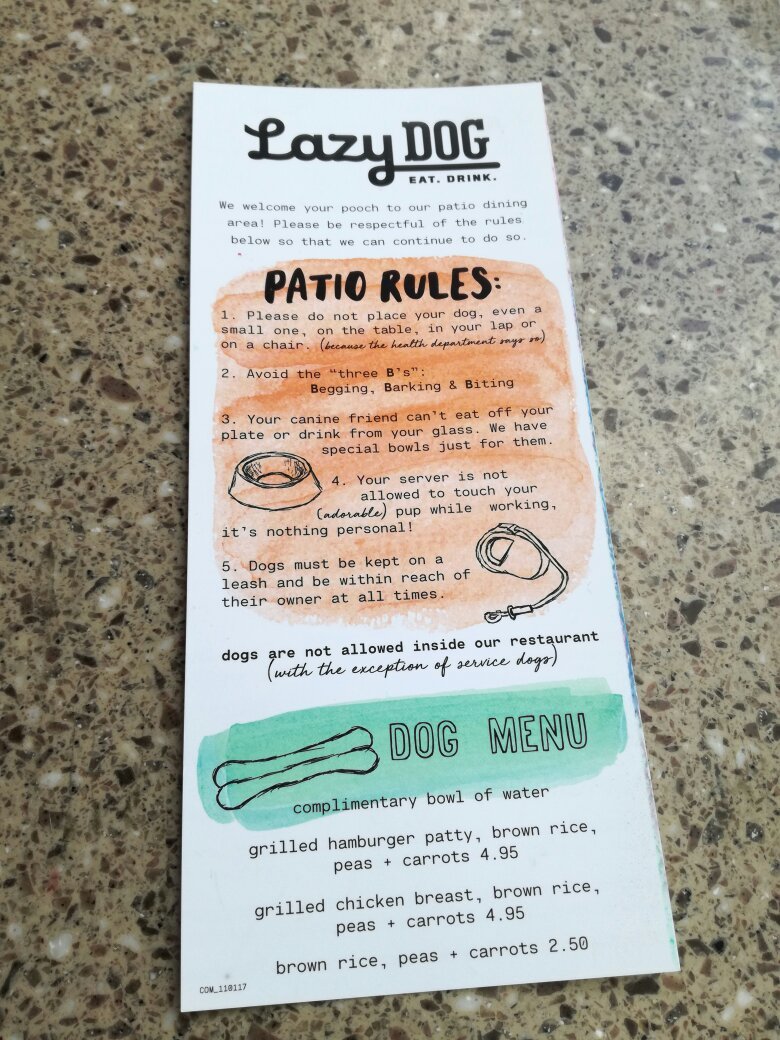 Lazy DOG
EAT. DRINK.
We welcome your pooch to our patio dining
area! Please be respectful of the rules
below so that we can continue to do so.
PATIO RULES:
1. Please do not place your dog, even a
small one, on the table, in your lap or
on a chair. (because the health department says so)
2. Avoid the "three B's":
Begging, Barking & Biting
3. Your canine friend can't eat off your
plate or drink from your glass. We have
special bowls just for them.
4. Your server is not
allowed to touch your
(adorable) pup while working,
it's nothing personal!
5. Dogs must be kept on a
leash and be within reach of
their owner at all times.
dogs are not allowed inside our restaurant
(with the exception of service dogs)
DOG MENU
complimentary bowl of water
grilled hamburger patty, brown rice,
peas + carrots 4.95
grilled chicken breast, brown rice,
peas + carrots 4.95
brown rice, peas + carrots 2.50
COM_110117